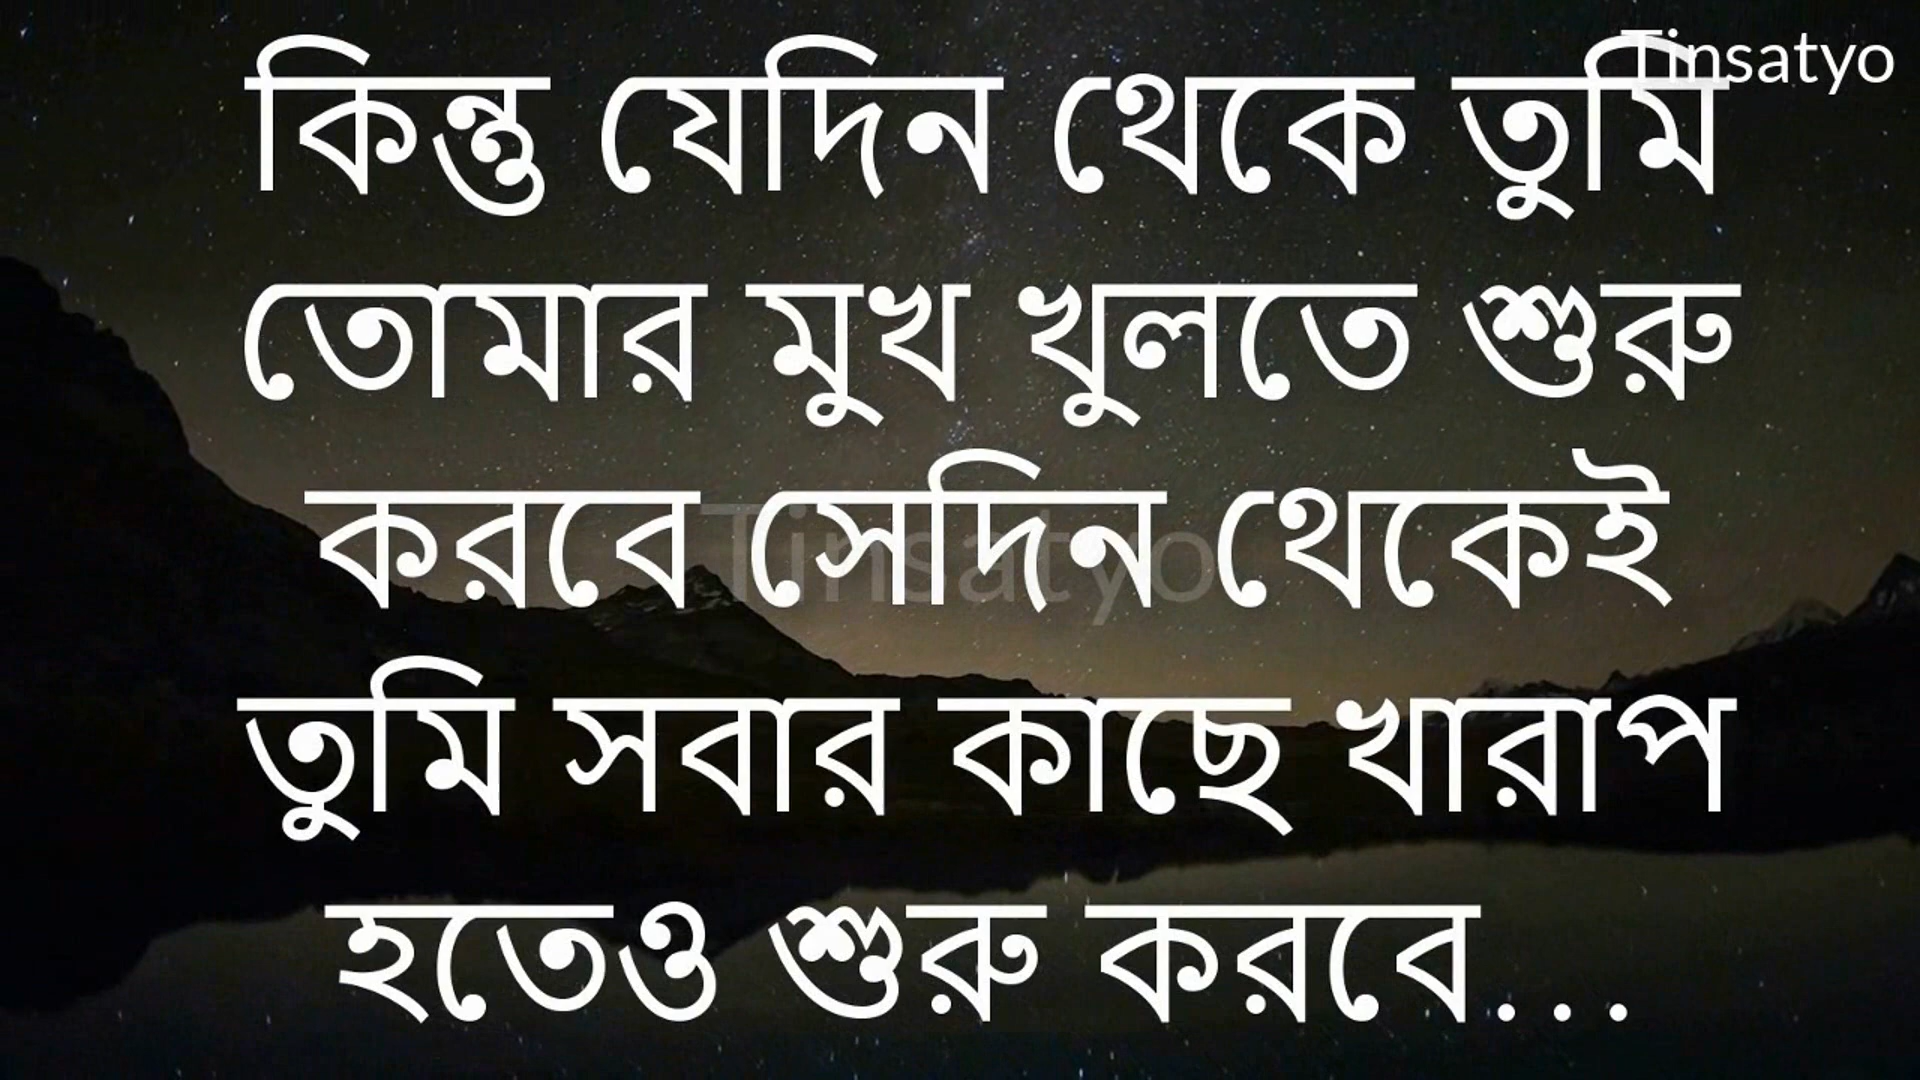 Tinsatyo
কিন্তু যেদিন থেকে তুমি
তোমার মুখ খুলতে শুরু
করবে সেদিন থেকেই
Tinsatyo
তুমি সবার কাছে খারাপ
হতেও শুরু করবে...